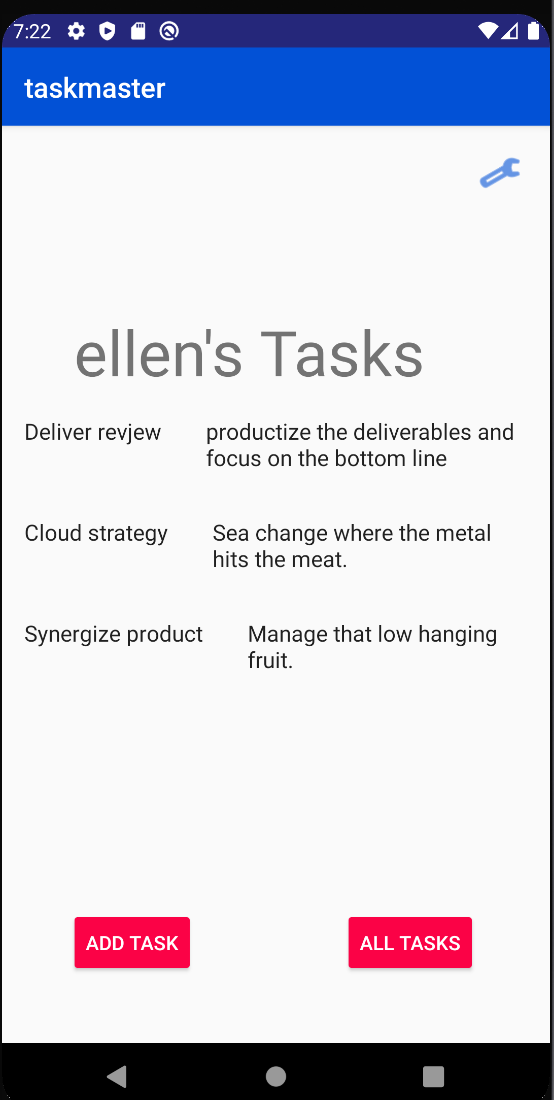 7:22
taskmaster
ellen's Tasks
Deliver revjew productize the deliverables and
focus on the bottom line
Cloud strategy Sea change where the metal
hits the meat.
Synergize product Manage that low hanging
fruit.
ADD TASK ALL TASKS